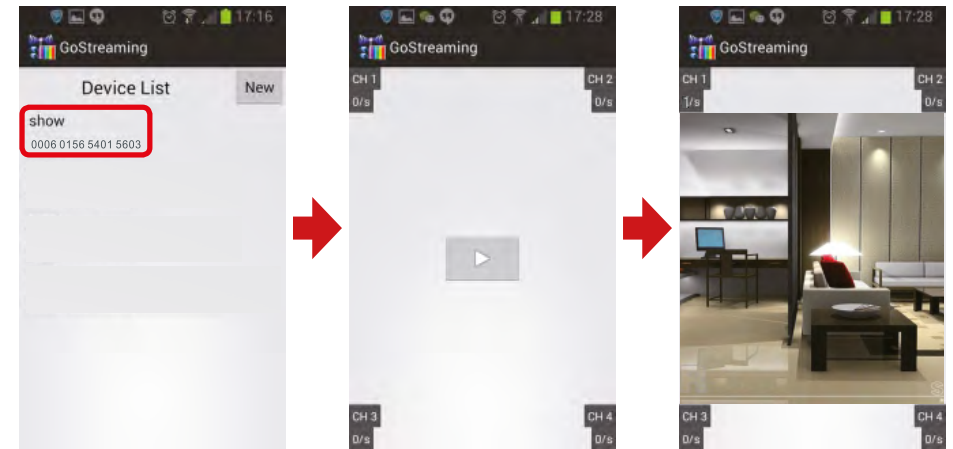 17:16
GoStreaming
Device List
New
show
0006 0156 5401 5603
17:28
GoStreaming
CH 1
CH 2
0/s
0/s
CH 3
CH 4
0/s
0/s
17:28
GoStreaming
CH 1
CH 2
1/s
0/s
CH 3
CH 4
0/s
0/s